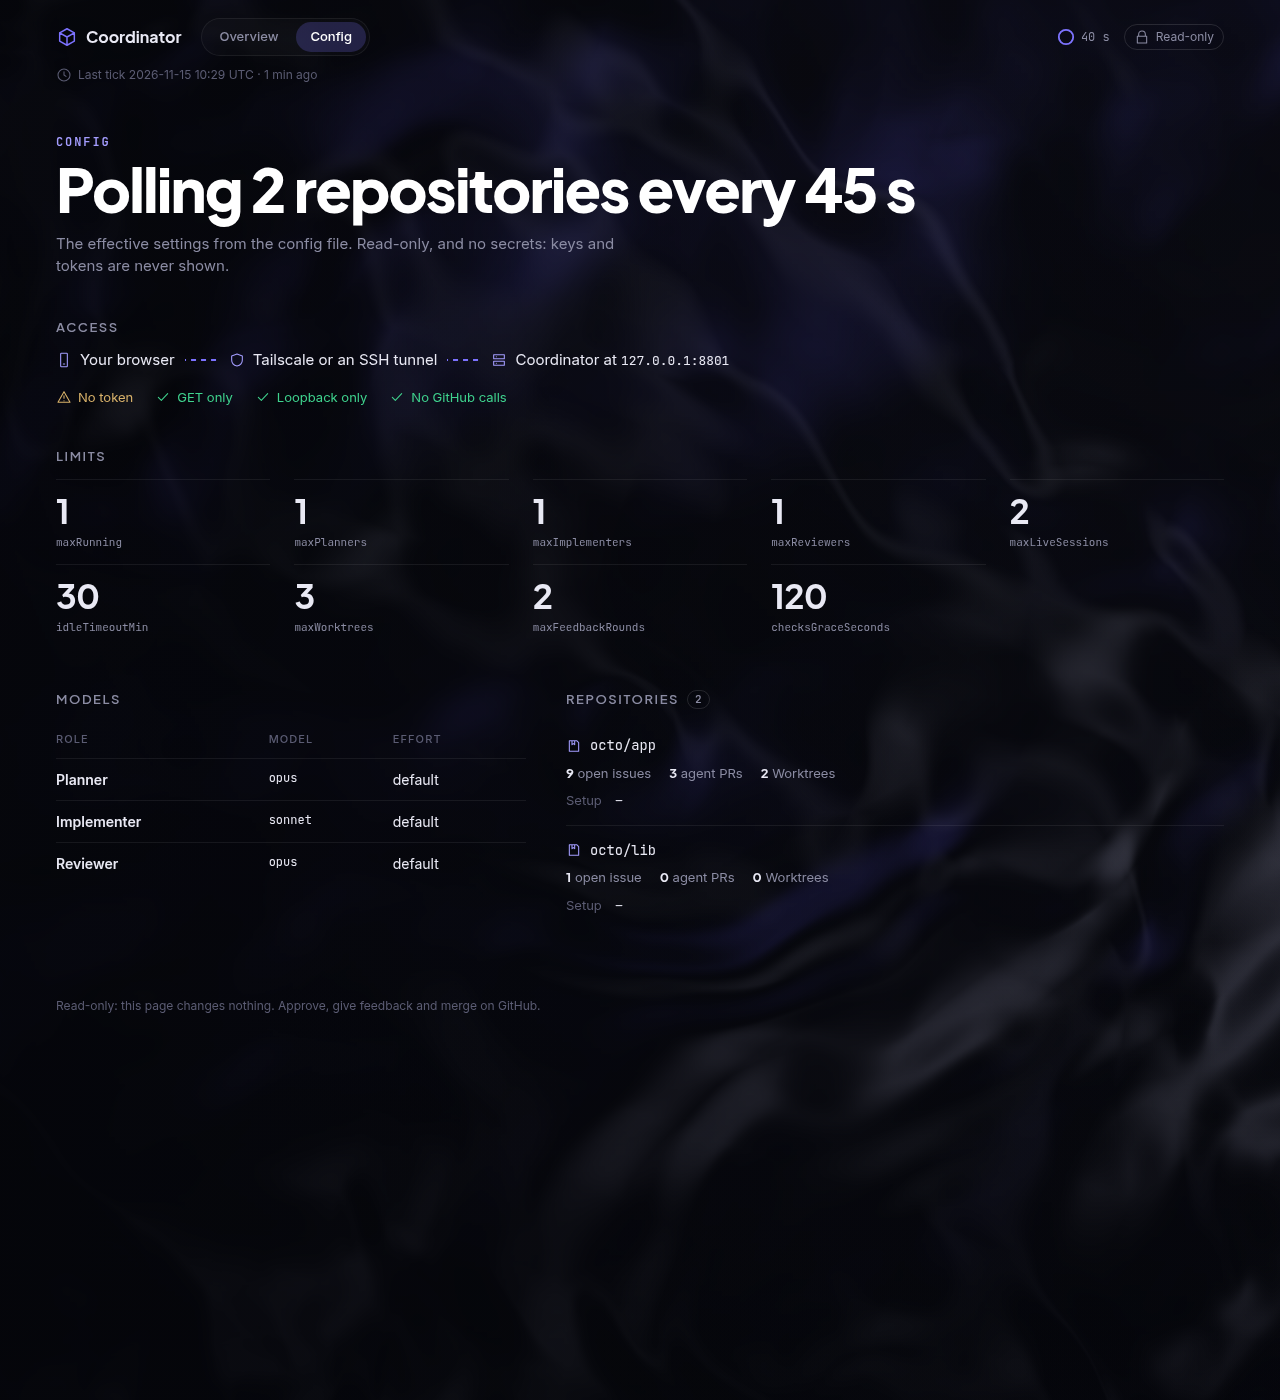 Coordinator
Overview
Config
40 s
Read-only
Last tick 2026-11-15 10:29 UTC · 1 min ago
CONFIG
Polling 2 repositories every 45 s
The effective settings from the config file. Read-only, and no secrets: keys and
tokens are never shown.
ACCESS
Your browser
Tailscale or an SSH tunnel
Coordinator at 127.0.0.1:8801
No token
GET only
Loopback only
No GitHub calls
LIMITS
1
maxRunning
1
maxPlanners
1
maxImplementers
1
maxReviewers
2
maxLiveSessions
30
idleTimeoutMin
3
maxWorktrees
2
maxFeedbackRounds
120
checksGraceSeconds
MODELS
ROLE MODEL EFFORT
Planner opus default
Implementer sonnet default
Reviewer opus default
REPOSITORIES 2
octo/app
9 open issues 3 agent PRs 2 Worktrees
Setup –
octo/lib
1 open issue 0 agent PRs 0 Worktrees
Setup –
Read-only: this page changes nothing. Approve, give feedback and merge on GitHub.